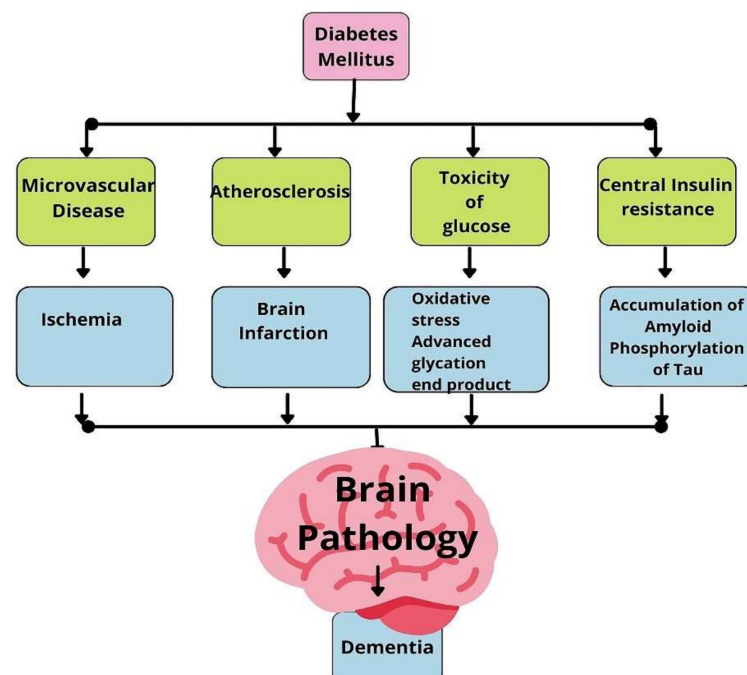 Diabetes
Mellitus
Microvascular
Disease
Atherosclerosis
Toxicity
of
glucose
Central Insulin
resistance
Ischemia
Brain
Infarction
Oxidative
stress
Advanced
glycation
end product
Accumulation of
Amyloid
Phosphorylation
of Tau
Brain
Pathology
Dementia